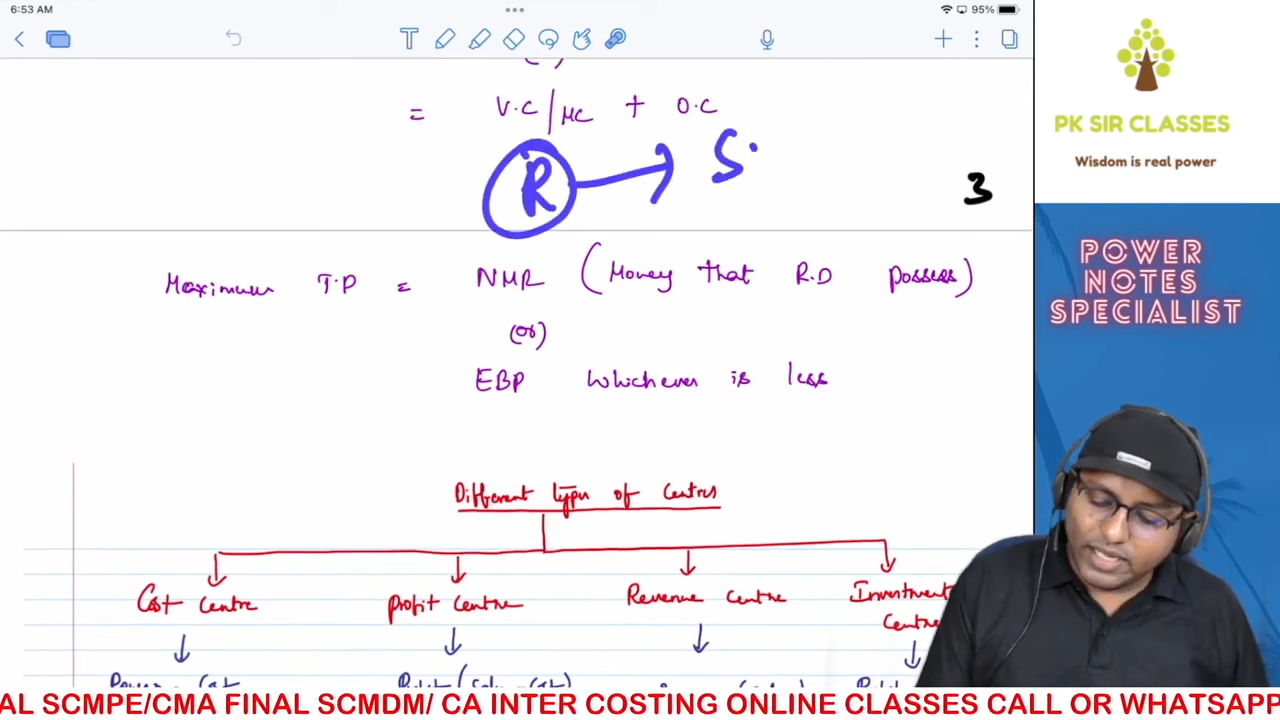 6:53 AM
95%
= V.C/MC + O.C
R → S.
3
PK SIR CLASSES
Wisdom is real power
POWER
NOTES
SPECIALIST
Maximum T.P = NMR (Money that R.D Possess)
(or)
EBP Whichever is less
Different types of Centres
Cost Centre
Profit Centre
Revenue Centre
Investment
Centre
AL SCMPE/CMA FINAL SCMDM/ CA INTER COSTING ONLINE CLASSES CALL OR WHATSAPP